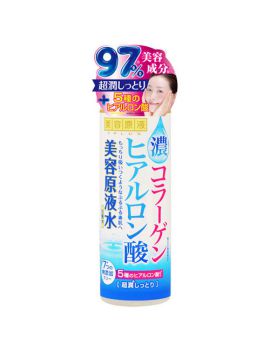 97%
美容
成分
超潤しっとり
+
5種の
ヒアルロン酸
美容原液
濃
コラーゲン
ヒアルロン酸
美容原液水
5種のヒアルロン酸
[超潤しっとり]